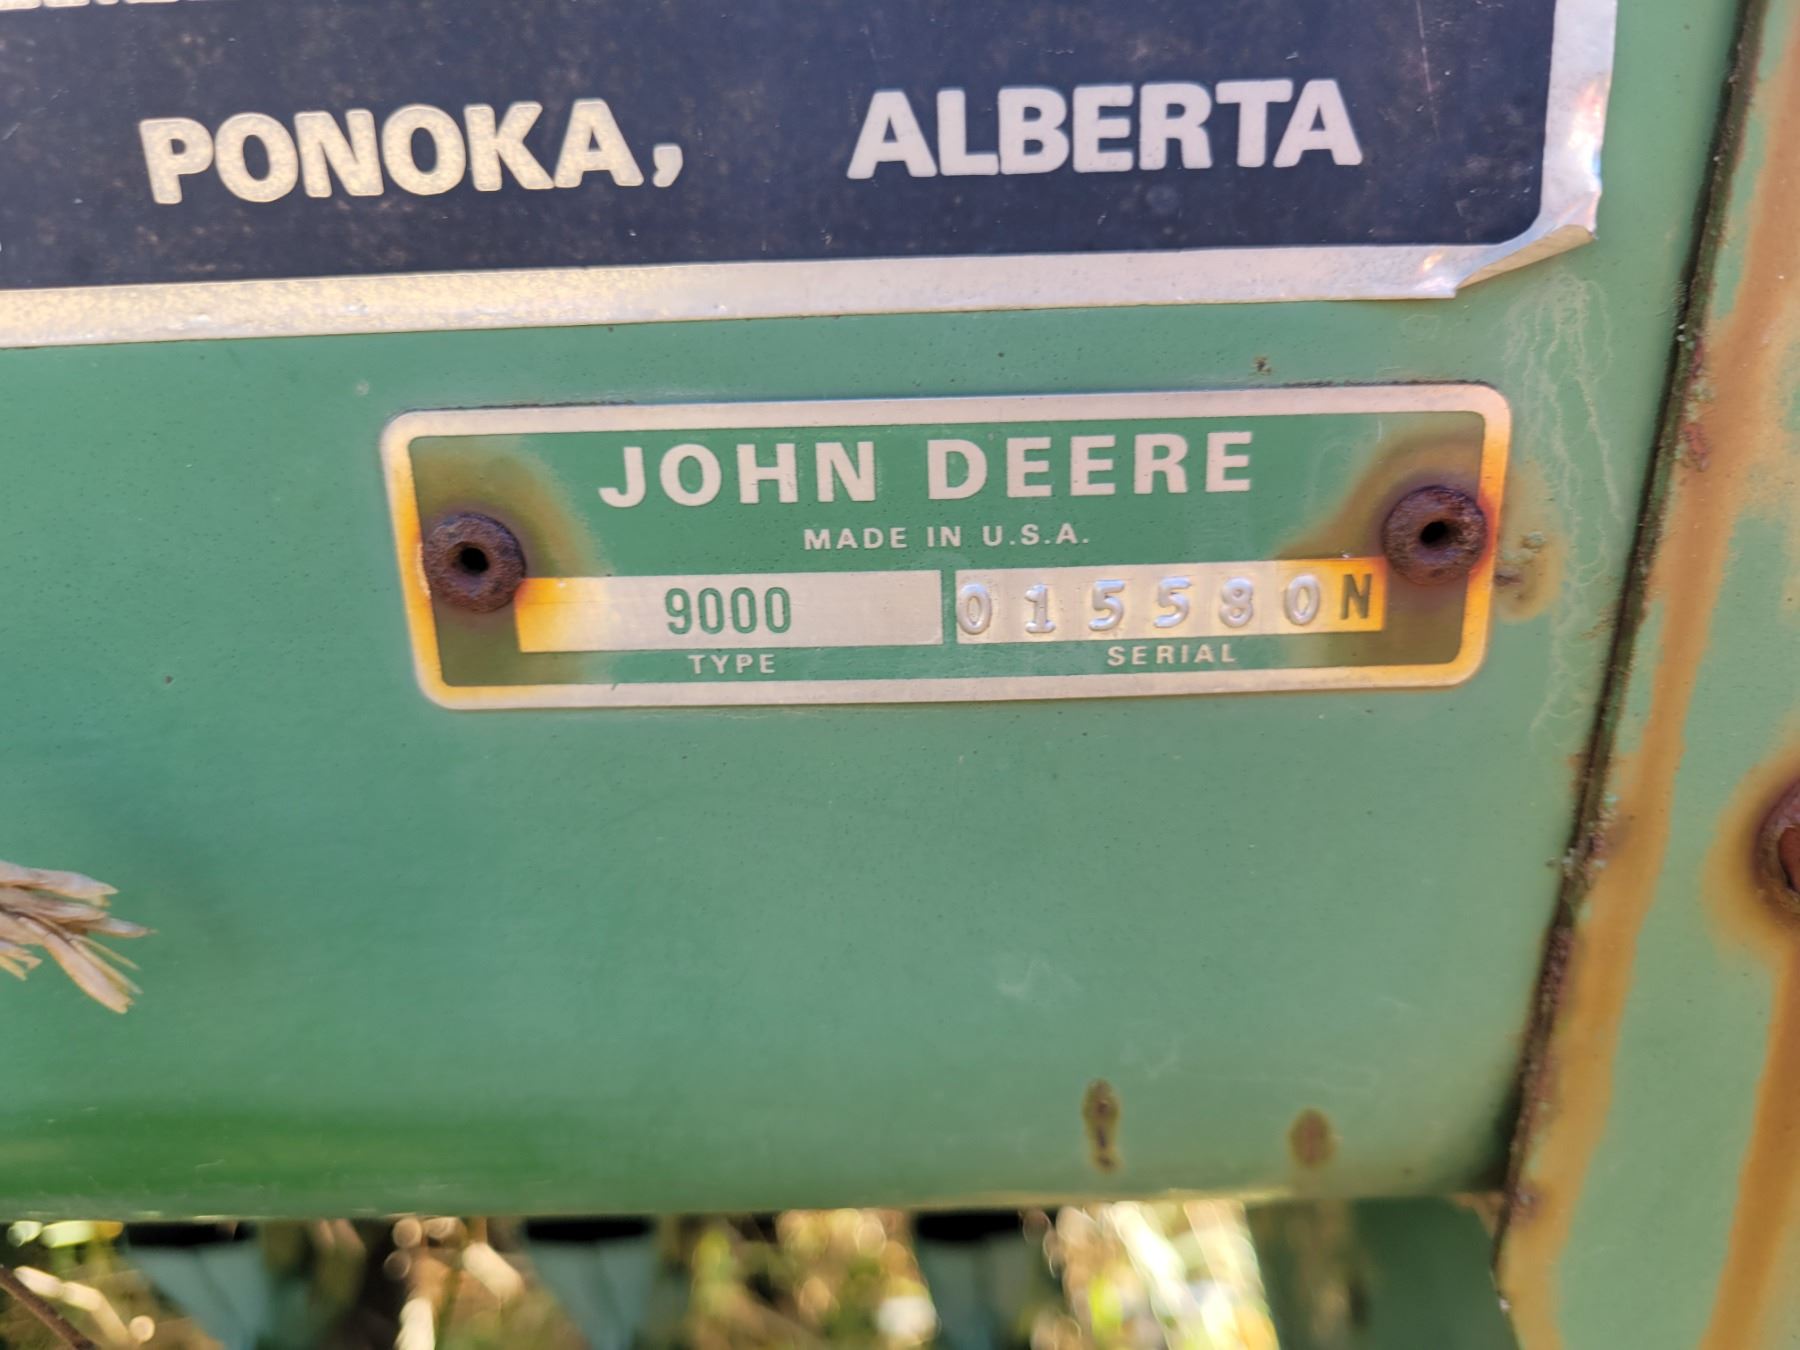 PONOKA, ALBERTA
JOHN DEERE
MADE IN U.S.A.
9000 015580N
TYPE SERIAL